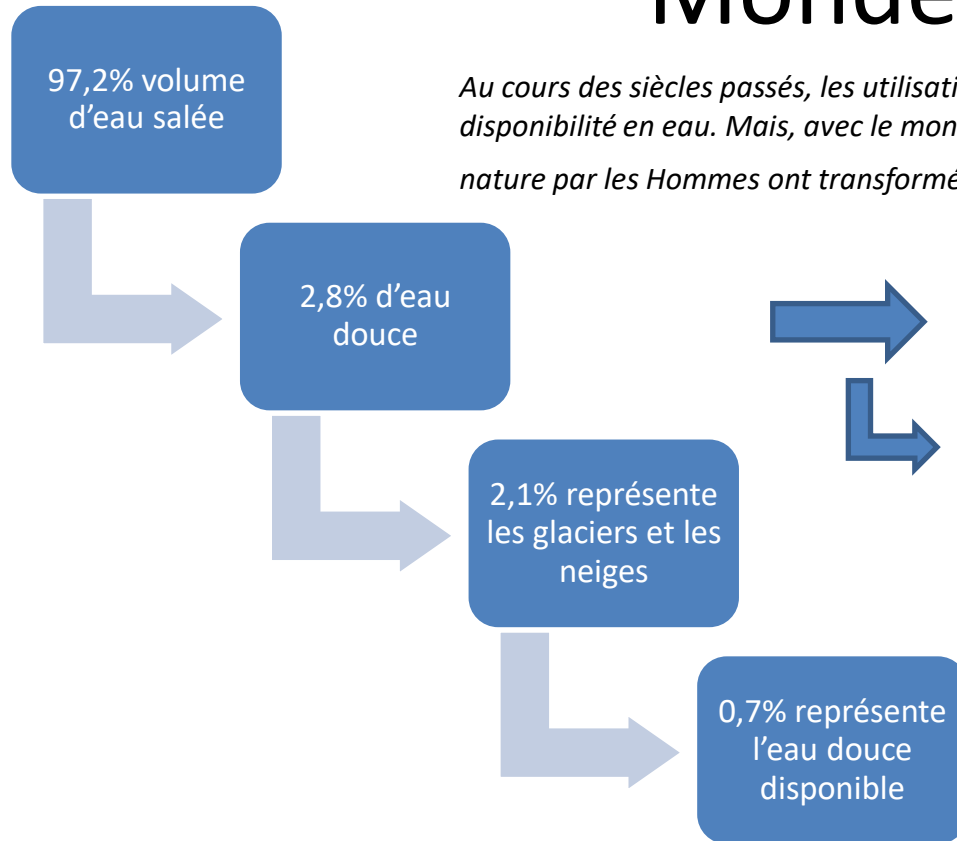 Monde
97,2% volume
d’eau salée
Au cours des siècles passés, les
disponibilité en eau. Mais, avec le
nature par les Hommes ont
2,8% d’eau
douce
2,1% représente
les glaciers et les
neiges
0,7% représente
l’eau douce
disponible